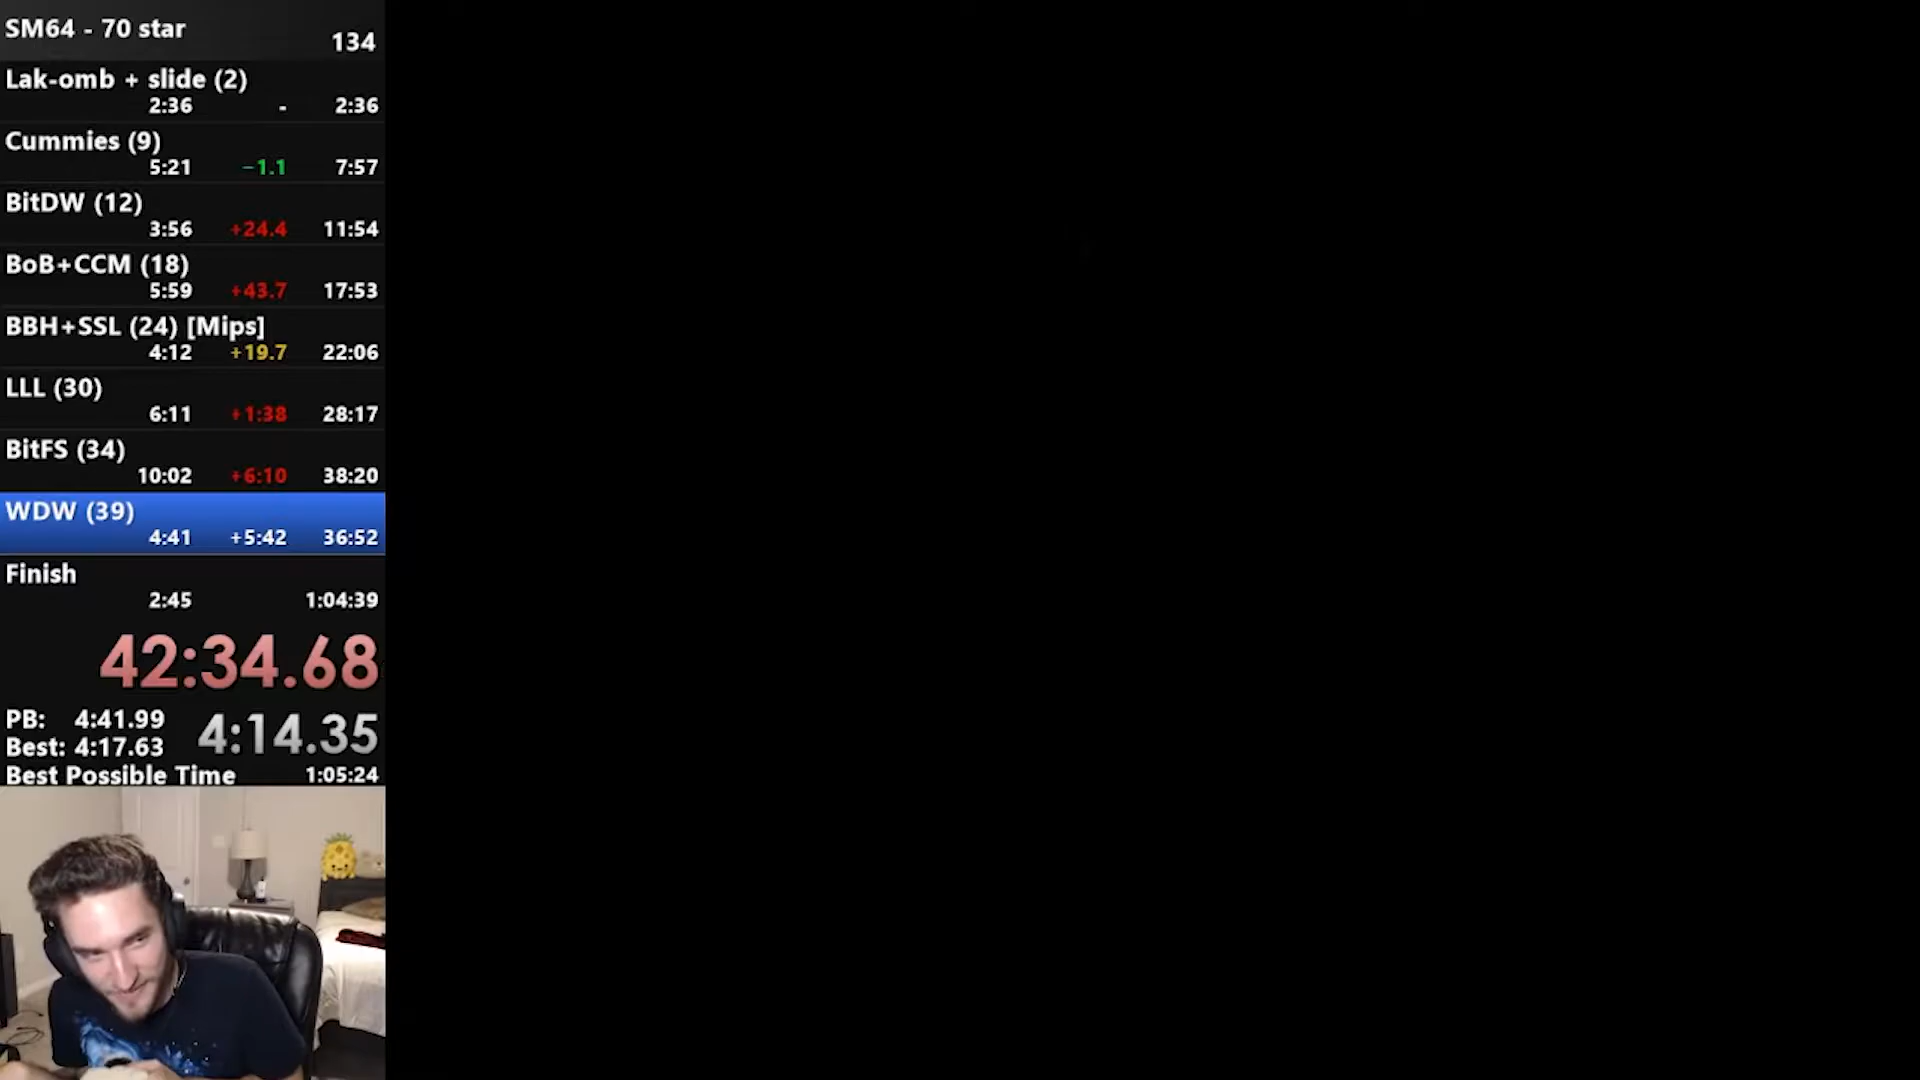 SM64 - 70 star
134
Lak-omb + slide (2)
2:36 - 2:36
Cummies (9)
5:21 −1.1 7:57
BitDW (12)
3:56 +24.4 11:54
BoB+CCM (18)
5:59 +43.7 17:53
BBH+SSL (24) [Mips]
4:12 +19.7 22:06
LLL (30)
6:11 +1:38 28:17
BitFS (34)
10:02 +6:10 38:20
WDW (39)
4:41 +5:42 36:52
Finish
2:45 1:04:39
42:34.68
PB: 4:41.99
Best: 4:17.63
4:14.35
Best Possible Time 1:05:24